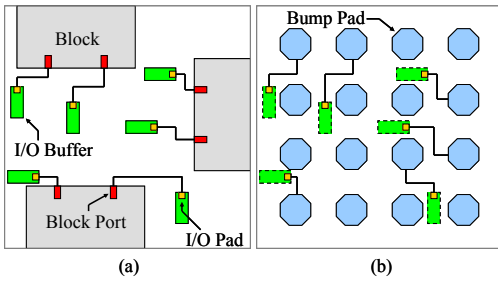 Block
I/O Buffer
Block Port
I/O Pad
(a)
Bump Pad
(b)